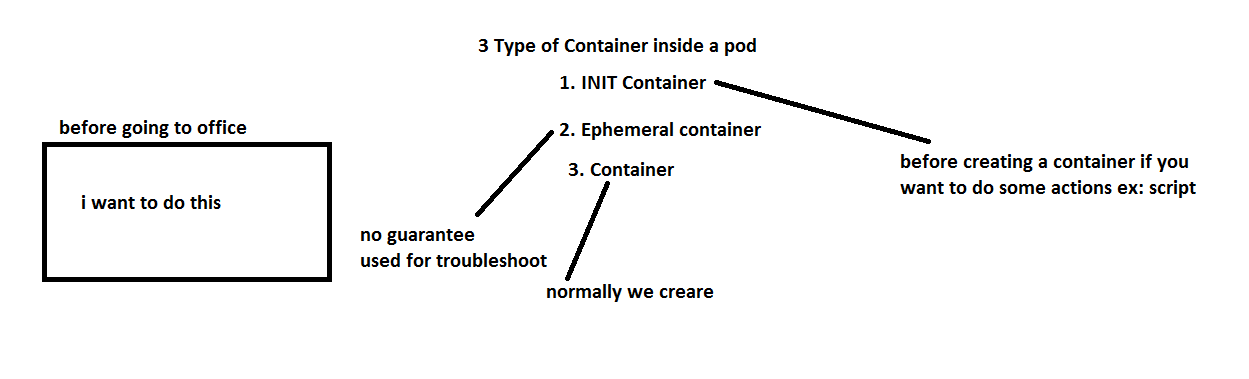 3 Type of Container inside a pod
1. INIT Container
before going to office
2. Ephemeral container
before creating a container if you
want to do some actions ex: script
3. Container
i want to do this
no guarantee
used for troubleshoot
normally we creare